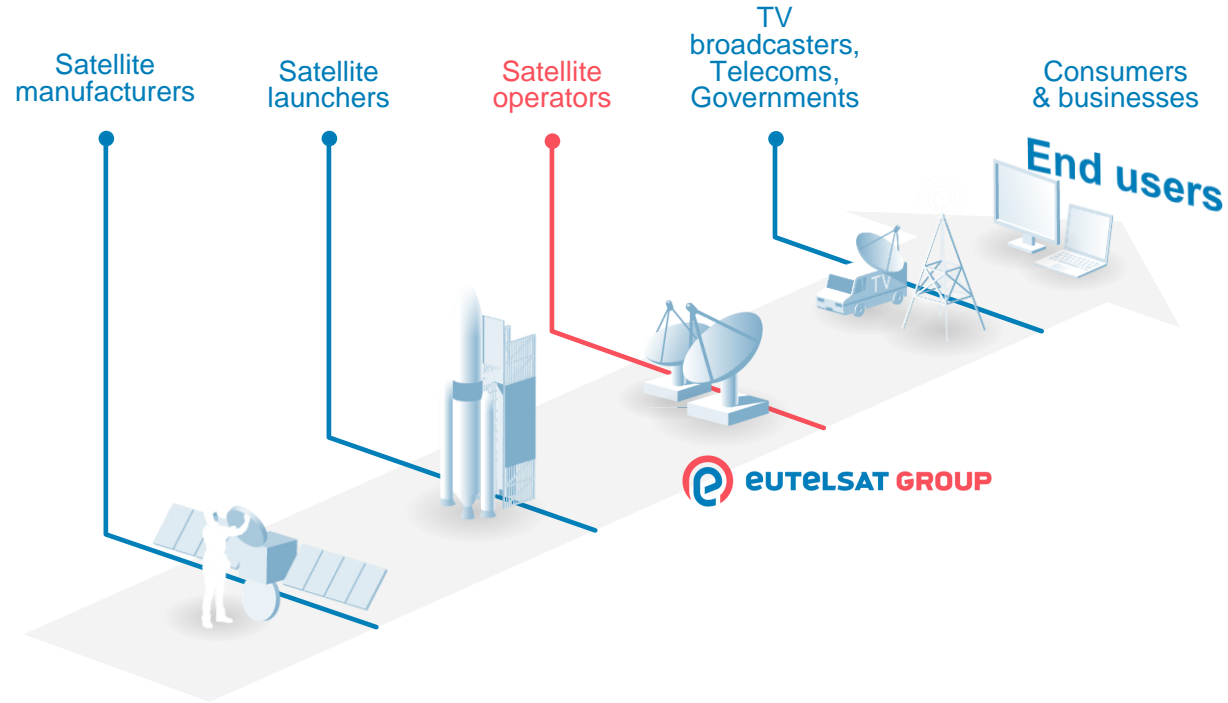 Satellite
manufacturers
Satellite
launchers
Satellite
operators
TV
broadcasters,
Telecoms,
Governments
Consumers
& businesses
End users
TV
eutelsat GROUP